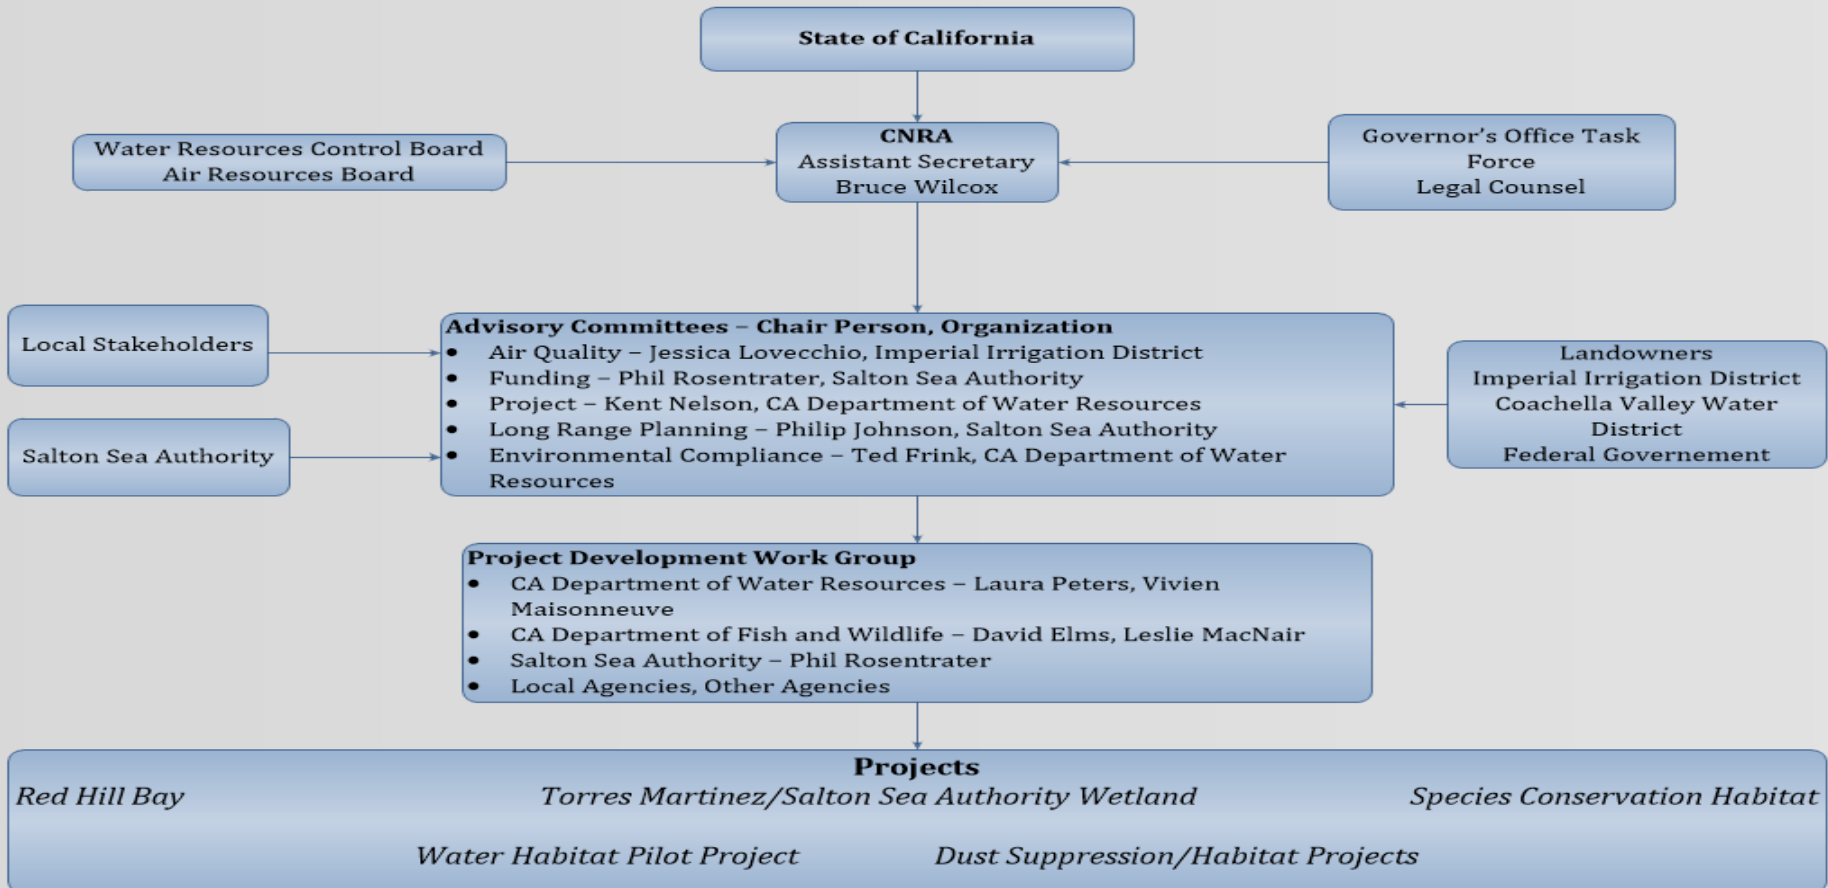 State of California
Water Resources Control Board
Air Resources Board
CNRA
Assistant Secretary
Bruce Wilcox
Governor’s Office Task
Force
Legal Counsel
Local Stakeholders
Salton Sea Authority
Advisory Committees – Chair Person, Organization
• Air Quality – Jessica Lovecchio, Imperial Irrigation District
• Funding – Phil Rosentrater, Salton Sea Authority
• Project – Kent Nelson, CA Department of Water Resources
• Long Range Planning – Philip Johnson, Salton Sea Authority
• Environmental Compliance – Ted Frink, CA Department of Water
Resources
Landowners
Imperial Irrigation District
Coachella Valley Water
District
Federal Governement
Project Development Work Group
• CA Department of Water Resources – Laura Peters, Vivien
Maisonneuve
• CA Department of Fish and Wildlife – David Elms, Leslie MacNair
• Salton Sea Authority – Phil Rosentrater
• Local Agencies, Other Agencies
Projects
Red Hill Bay Torres Martinez/Salton Sea Authority Wetland Species Conservation Habitat
Water Habitat Pilot Project Dust Suppression/Habitat Projects